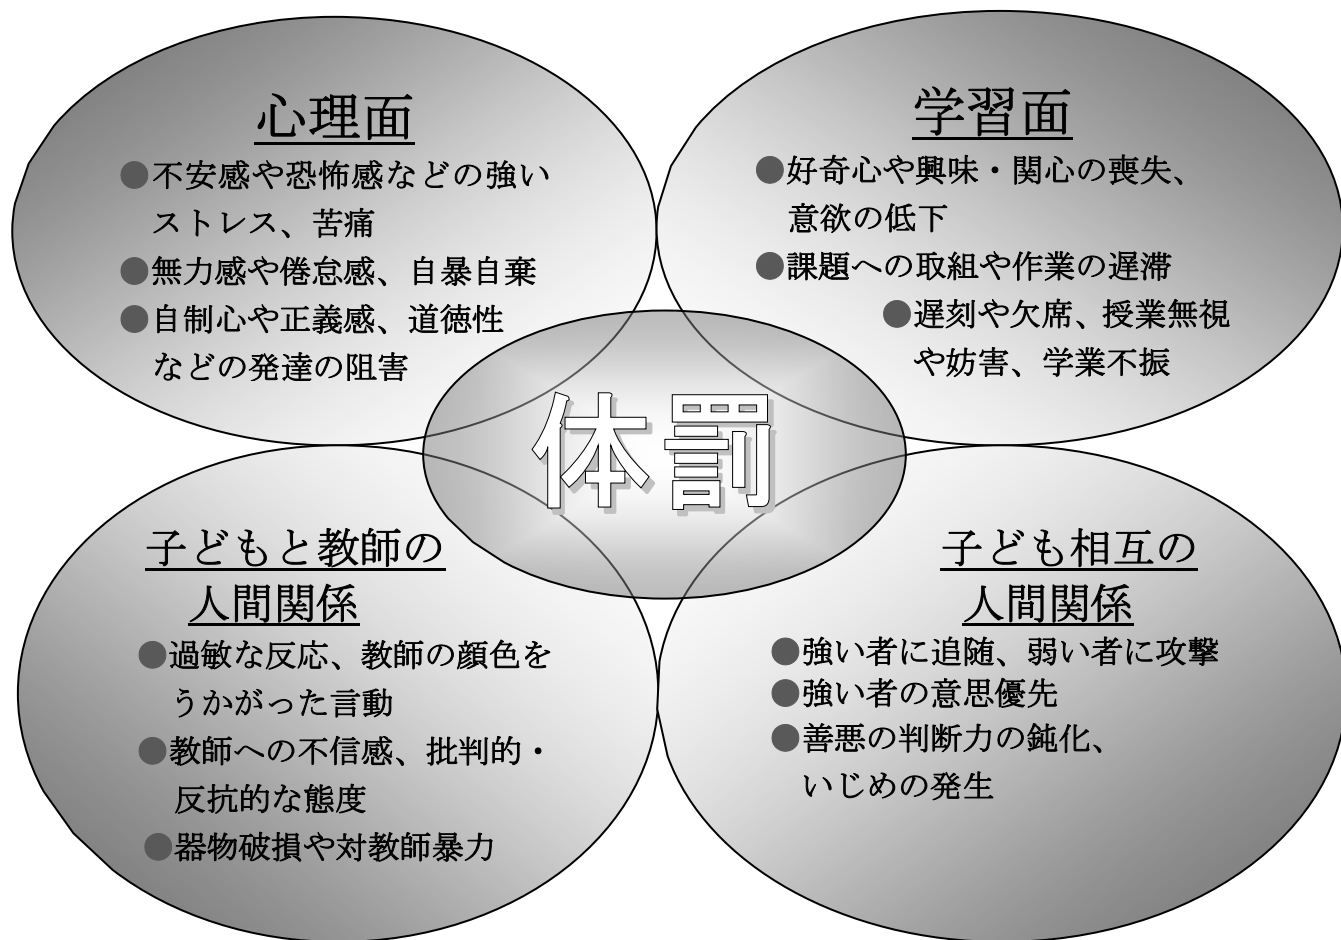 心理面
●不安感や恐怖感などの強い
ストレス、苦痛
●無力感や倦怠感、自暴自棄
●自制心や正義感、道徳性
などの発達の阻害
学習面
●好奇心や興味・関心の喪失、
意欲の低下
●課題への取組や作業の遅滞
●遅刻や欠席、授業無視
や妨害、学業不振
体罰
子どもと教師の
人間関係
●過敏な反応、教師の顔色を
うかがった言動
●教師への不信感、批判的・
反抗的な態度
●器物破損や対教師暴力
子ども相互の
人間関係
●強い者に追随、弱い者に攻撃
●強い者の意思優先
●善悪の判断力の鈍化、
いじめの発生